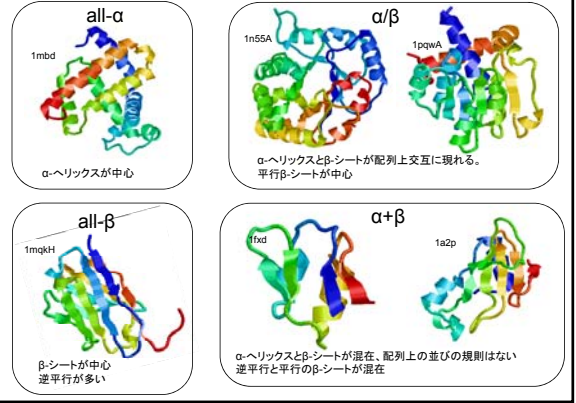 all-α
1mbd
α-ヘリックスが中心
α/β
1n55A
1pqwA
α-ヘリックスとβ-シートが配列上交互に現れる。
平行β-シートが中心
all-β
1mqkH
β-シートが中心
逆平行が多い
α+β
1fxd
1a2p
α-ヘリックスとβ-シートが混在、配列上の並びの規則はない
逆平行と平行のβ-シートが混在